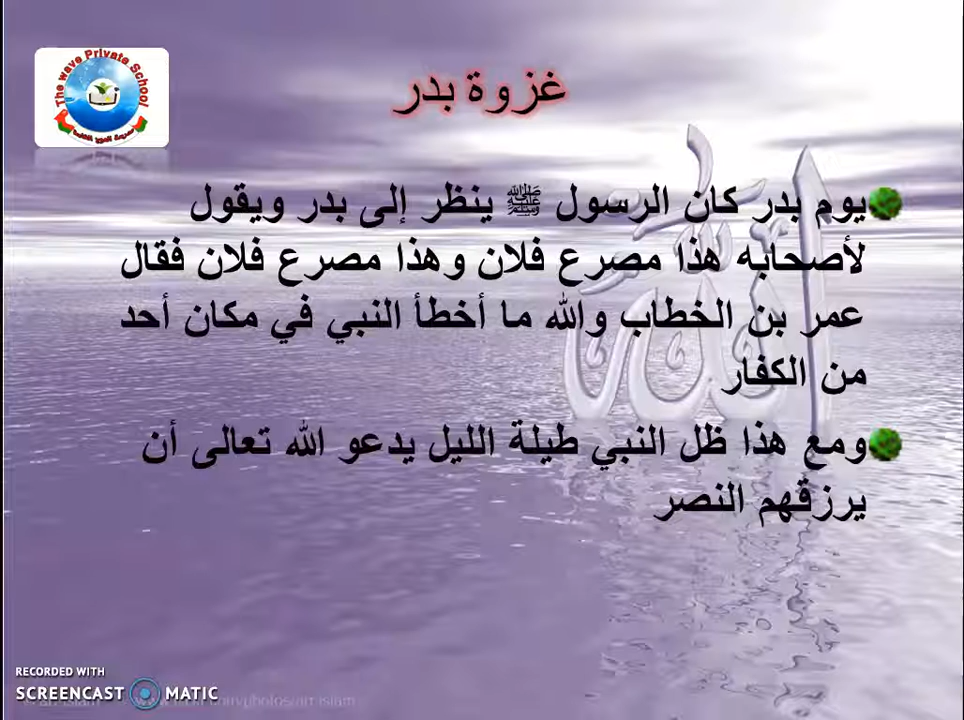 The wave Private School
غزوة بدر
يوم بدر كان الرسول ﷺ ينظر إلى بدر ويقول
لأصحابه هذا مصرع فلان وهذا مصرع فلان فقال
عمر بن الخطاب والله ما أخطأ النبي في مكان أحد
من الكفار
ومع هذا ظل النبي طيلة الليل يدعو الله تعالى أن
يرزقهم النصر
الله
RECORDED WITH
SCREENCAST MATIC